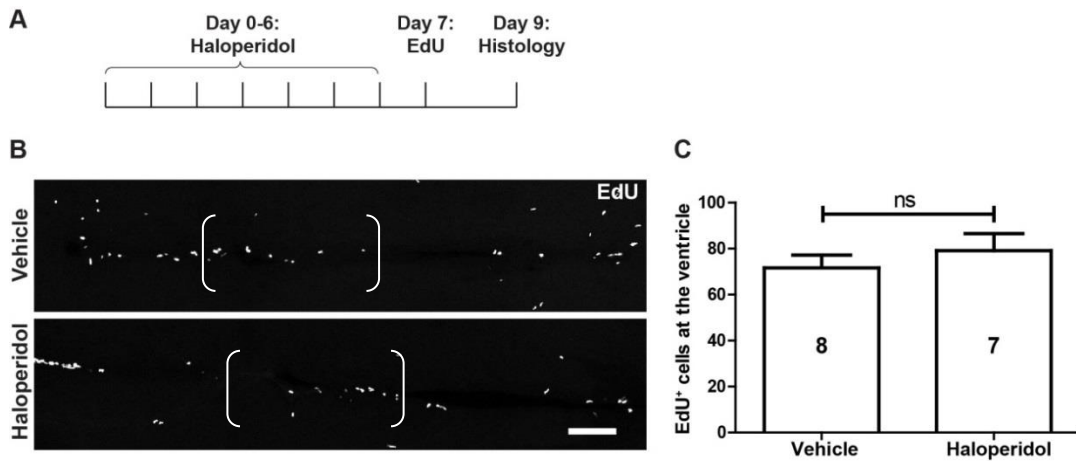 A
Day 0-6:
Haloperidol
Day 7:
EdU
Day 9:
Histology
B
EdU
Vehicle
Haloperidol
C
EdU⁺ cells at the ventricle
100
80
60
40
20
0
ns
8
7
Vehicle
Haloperidol